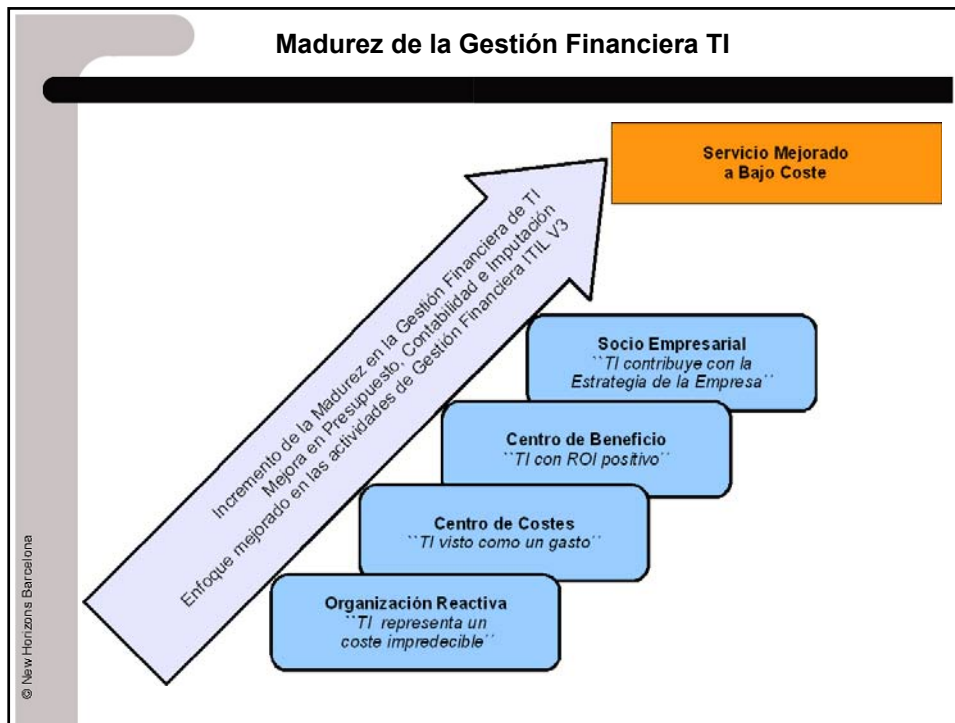 Madurez de la Gestión Financiera TI
Servicio Mejorado
a Bajo Coste
Incremento de la Madurez en la Gestión Financiera de TI
Mejora en Presupuesto, Contabilidad e Imputación
Enfoque mejorado en las actividades de Gestión Financiera ITIL V3
Socio Empresarial
``TI contribuye con la
Estrategia de la Empresa´´
Centro de Beneficio
``TI con ROI positivo´´
Centro de Costes
``TI visto como un gasto´´
Organización Reactiva
``TI representa un
coste impredecible´´
© New Horizons Barcelona